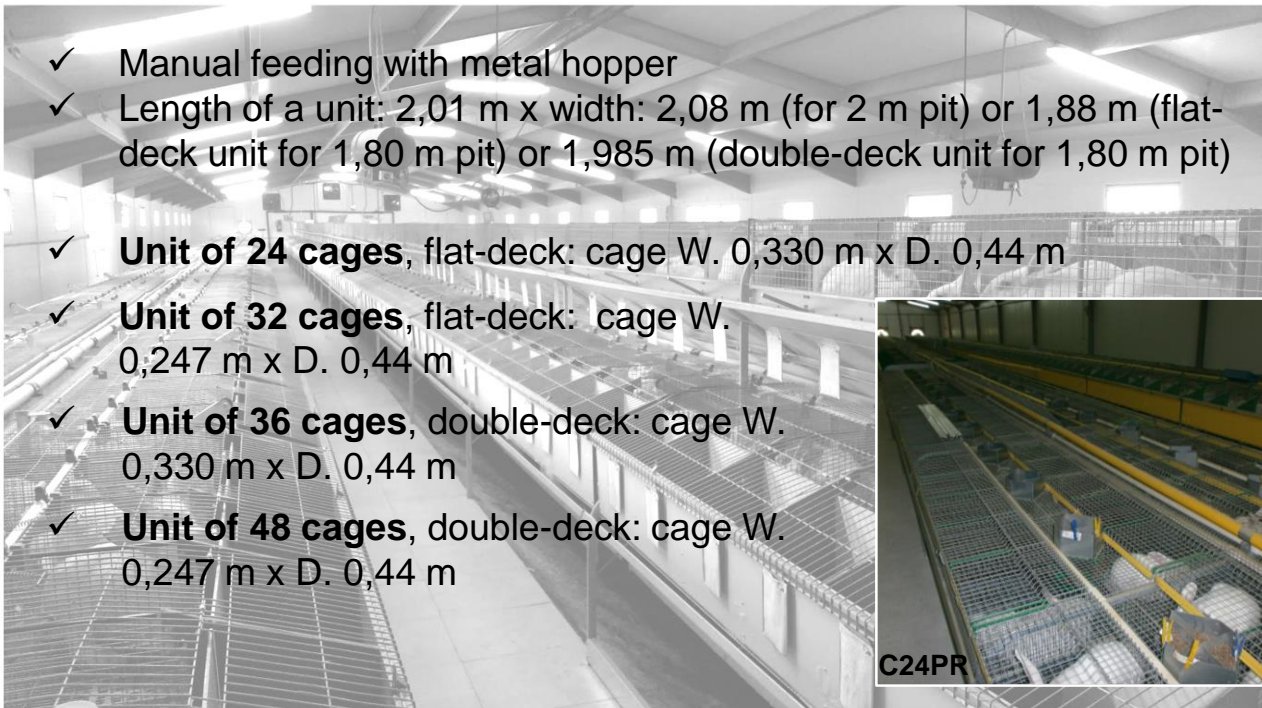 ✓ Manual feeding with metal hopper
✓ Length of a unit: 2,01 m x width: 2,08 m (for 2 m pit) or 1,88 m (flat-
deck unit for 1,80 m pit) or 1,985 m (double-deck unit for 1,80 m pit)
✓ Unit of 24 cages, flat-deck: cage W. 0,330 m x D. 0,44 m
✓ Unit of 32 cages, flat-deck: cage W.
0,247 m x D. 0,44 m
✓ Unit of 36 cages, double-deck: cage W.
0,330 m x D. 0,44 m
✓ Unit of 48 cages, double-deck: cage W.
0,247 m x D. 0,44 m
C24PR